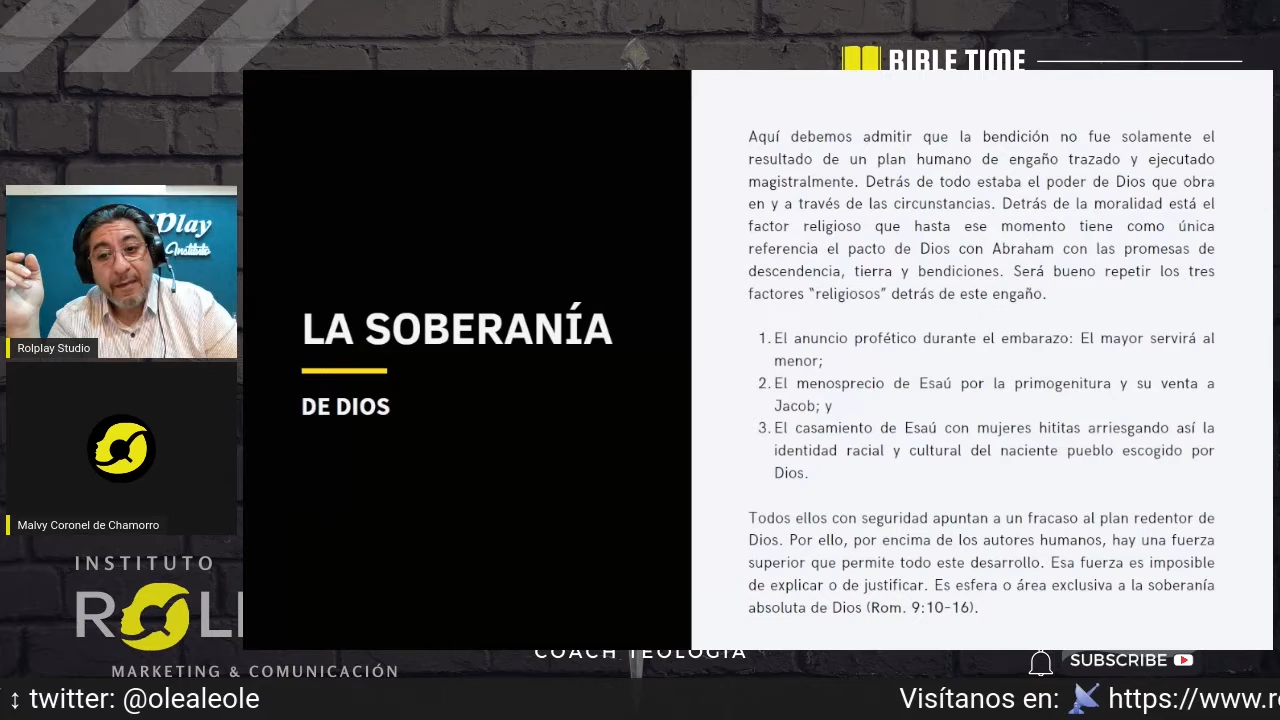 BIBLE TIME
Aquí debemos admitir que la bendición no fue solamente el
resultado de un plan humano de engaño trazado y ejecutado
magistralmente. Detrás de todo estaba el poder de Dios que obra
en y a través de las circunstancias. Detrás de la moralidad está el
factor religioso que hasta ese momento tiene como única
referencia el pacto de Dios con Abraham con las promesas de
descendencia, tierra y bendiciones. Será bueno repetir los tres
factores “religiosos” detrás de este engaño.
1. El anuncio profético durante el embarazo: El mayor servirá al
menor;
2. El menosprecio de Esaú por la primogenitura y su venta a
Jacob; y
3. El casamiento de Esaú con mujeres hititas arriesgando así la
identidad racial y cultural del naciente pueblo escogido por
Dios.
Todos ellos con seguridad apuntan a un fracaso al plan redentor de
Dios. Por ello, por encima de los autores humanos, hay una fuerza
superior que permite todo este desarrollo. Esa fuerza es imposible
de explicar o de justificar. Es esfera o área exclusiva a la soberanía
absoluta de Dios (Rom. 9:10-16).
LA SOBERANÍA
DE DIOS
Play
Institute
Rolplay Studio
Malvy Coronel de Chamorro
INSTITUTO
MARKETING & COMUNICACIÓN
COACH TEOLOGIA
SUBSCRIBE
↕ twitter: @olealeole
Visítanos en: 📡 https://www.